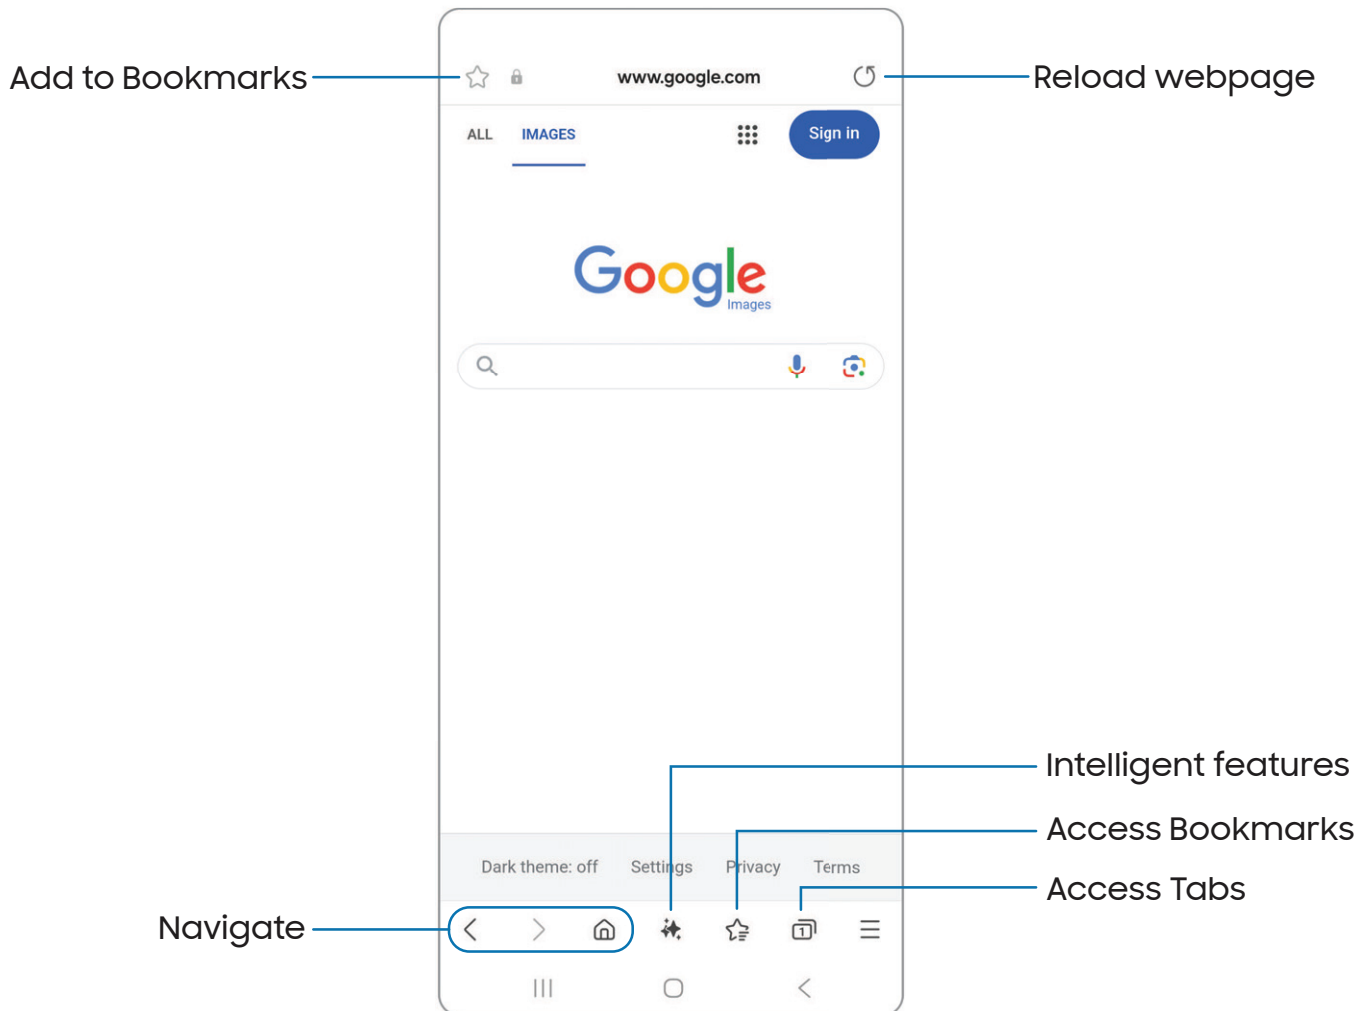 Add to Bookmarks
www.google.com
Reload webpage
ALL IMAGES Sign in
Google
Images
Intelligent features
Access Bookmarks
Dark theme: off Settings Privacy Terms
Access Tabs
Navigate
1